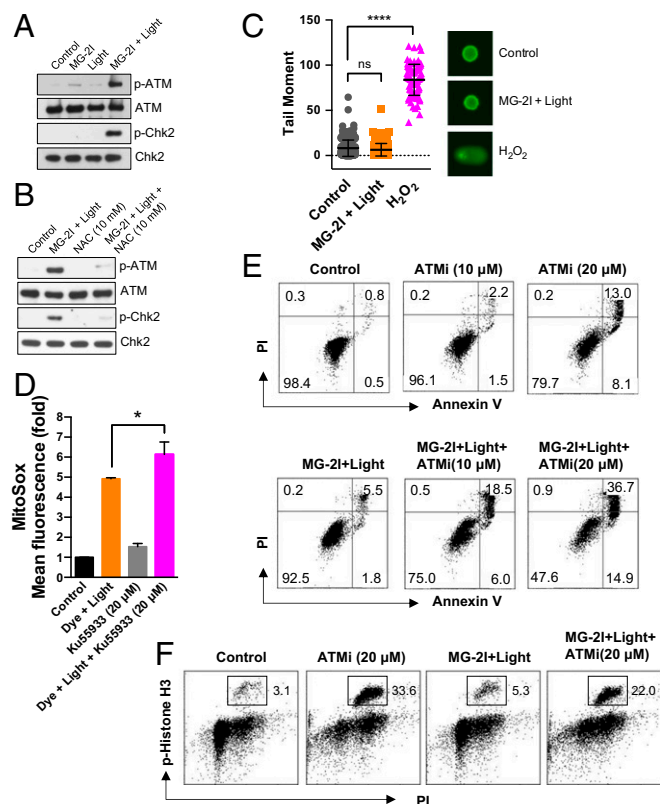 A
Control
MG-2I
Light
MG-2I + Light
p-ATM
ATM
p-Chk2
Chk2
B
Control
MG-2I + Light
NAC (10 mM)
MG-2I + Light +
NAC (10 mM)
p-ATM
ATM
p-Chk2
Chk2
C
Tail Moment
150
100
50
0
****
ns
Control
MG-2I + Light
H2O2
Control
MG-2I + Light
H2O2
D
MitoSox
Mean fluorescence (fold)
8
7
6
5
4
3
2
1
0
*
Control
Dye + Light
Ku55933 (20 μM)
Dye + Light + Ku55933 (20 μM)
E
Control
ATMi (10 μM)
ATMi (20 μM)
0.3 0.8
98.4 0.5
0.2 2.2
96.1 1.5
0.2 13.0
79.7 8.1
PI
Annexin V
MG-2I+Light
MG-2I+Light+
ATMi(10 μM)
MG-2I+Light+
ATMi(20 μM)
0.2 5.5
92.5 1.8
0.5 18.5
75.0 6.0
0.9 36.7
47.6 14.9
PI
Annexin V
F
Control
ATMi (20 μM)
MG-2I+Light
MG-2I+Light+
ATMi(20 μM)
3.1
33.6
5.3
22.0
p-Histone H3
PI